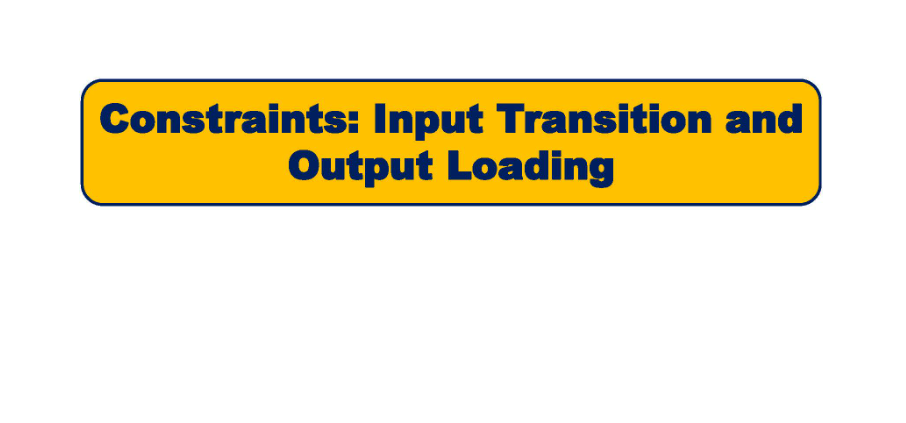 Constraints: Input Transition and
Output Loading